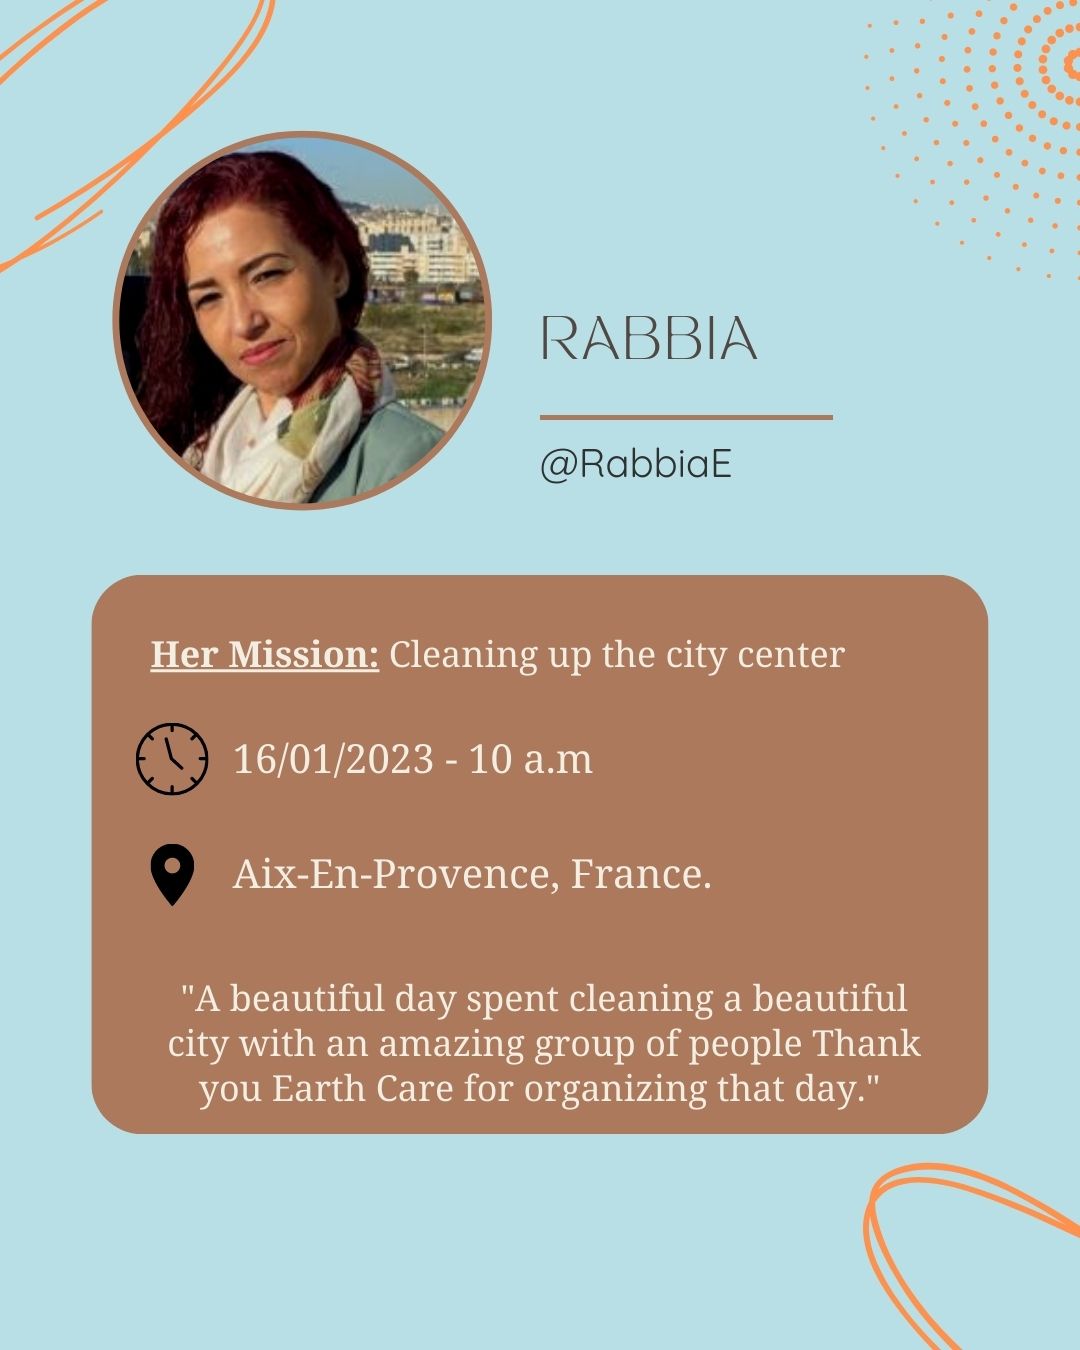 RABBIA
@RabbiaE
Her Mission: Cleaning up the city center
16/01/2023 - 10 a.m
Aix-En-Provence, France.
"A beautiful day spent cleaning a beautiful
city with an amazing group of people Thank
you Earth Care for organizing that day."